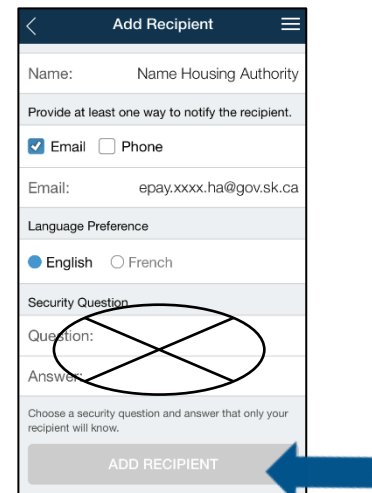 Add Recipient
Name: Name Housing Authority
Provide at least one way to notify the recipient.
Email Phone
Email: epay.xxxx.ha@gov.sk.ca
Language Preference
English French
Security Question
Question:
Answer:
Choose a security question and answer that only your
recipient will know.
ADD RECIPIENT